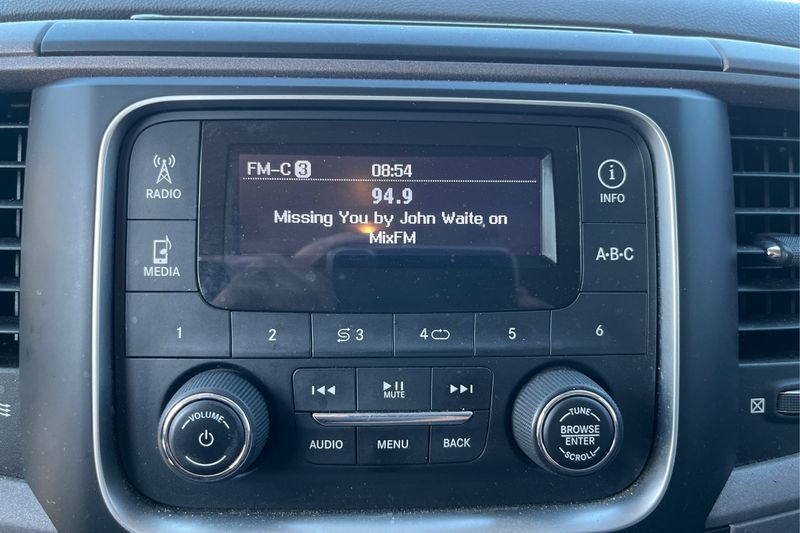 FM-C 3 08:54
94.9
Missing You by John Waite on
MixFM
RADIO
MEDIA
i
INFO
A·B·C
1
2
3
4
5
6
MUTE
AUDIO
MENU
BACK
VOLUME
TUNE
BROWSE
ENTER
SCROLL